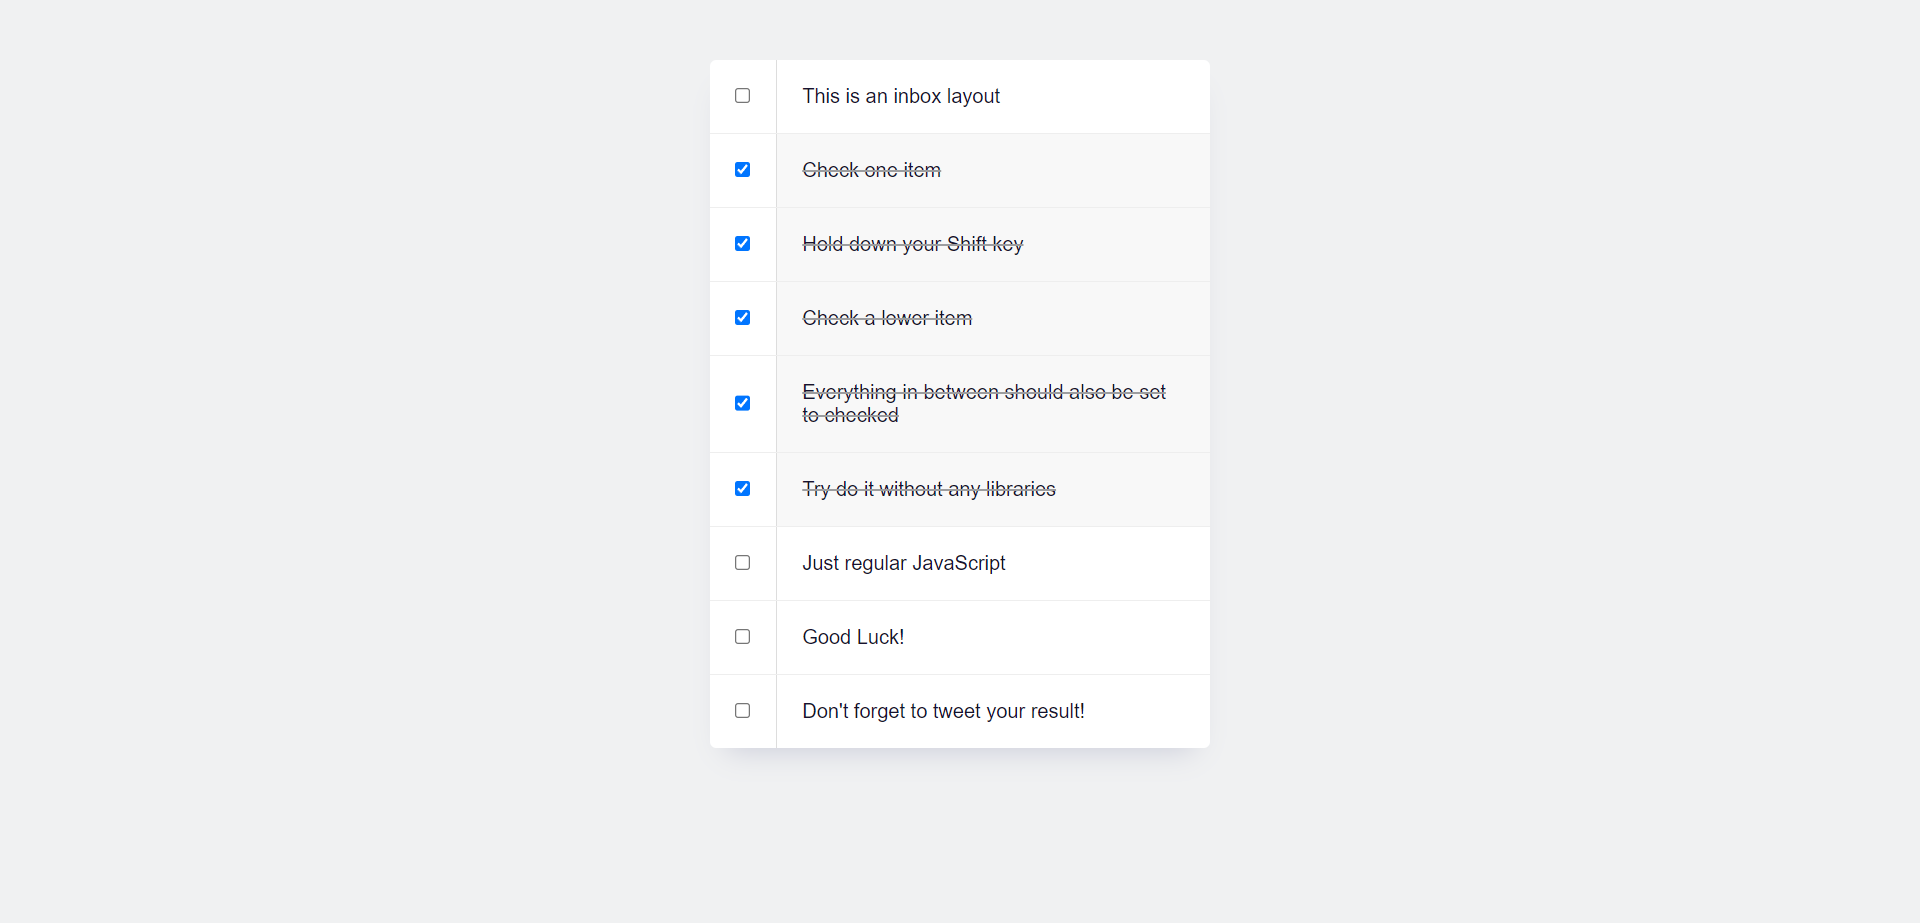 This is an inbox layout
Check one item
Hold down your Shift key
Check a lower item
Everything in between should also be set
to checked
Try do it without any libraries
Just regular JavaScript
Good Luck!
Don't forget to tweet your result!